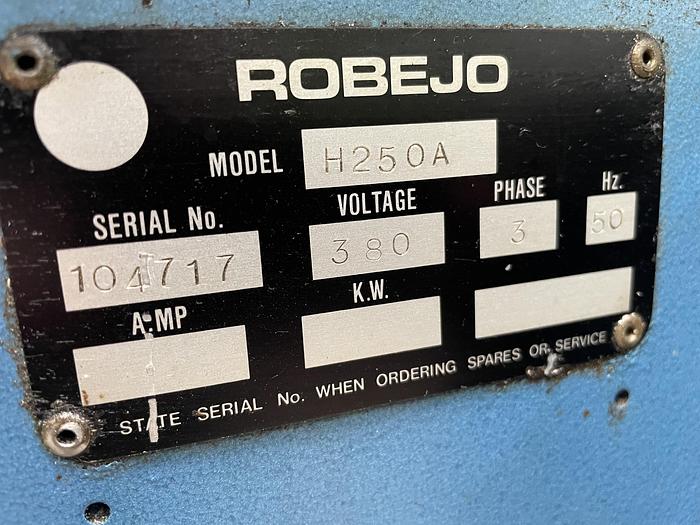 ROBEJO
MODEL H250A
SERIAL No. VOLTAGE PHASE Hz.
104717 380 3 50
A.MP K.W.
STATE SERIAL No. WHEN ORDERING SPARES OR SERVICE